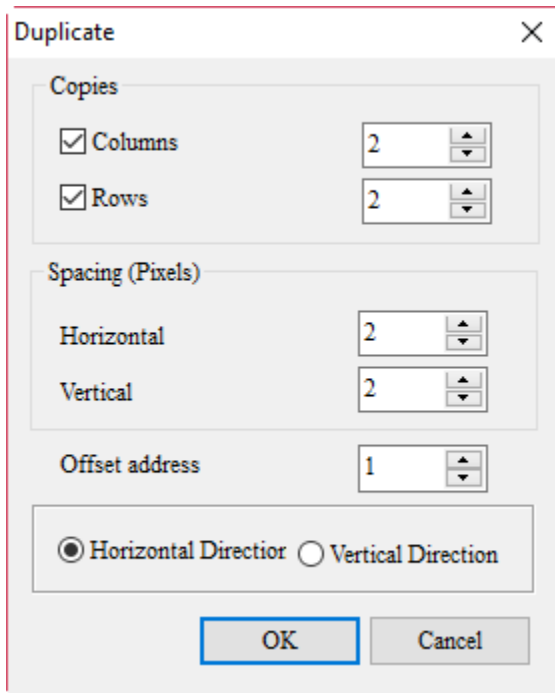 Duplicate
Copies
Columns 2
Rows 2
Spacing (Pixels)
Horizontal 2
Vertical 2
Offset address 1
Horizontal Directior Vertical Direction
OK Cancel